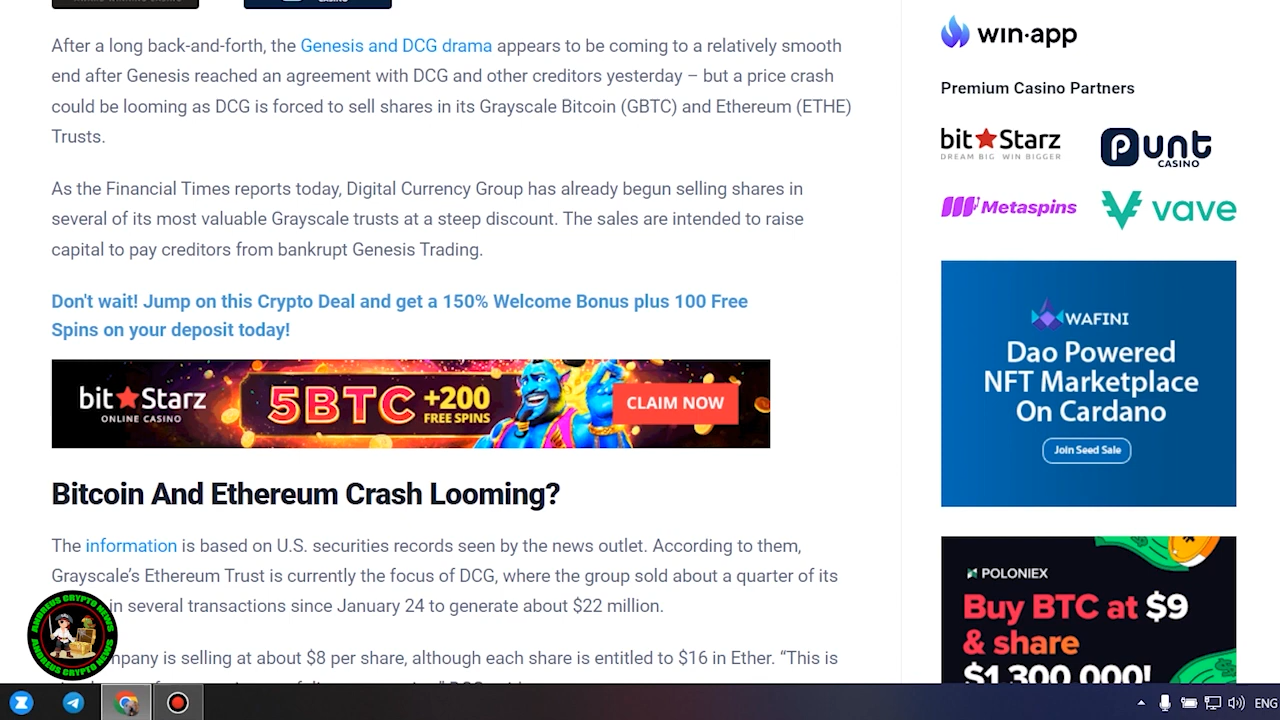 CASINO
After a long back-and-forth, the Genesis and DCG drama appears to be coming to a relatively smooth
end after Genesis reached an agreement with DCG and other creditors yesterday – but a price crash
could be looming as DCG is forced to sell shares in its Grayscale Bitcoin (GBTC) and Ethereum (ETHE)
Trusts.
As the Financial Times reports today, Digital Currency Group has already begun selling shares in
several of its most valuable Grayscale trusts at a steep discount. The sales are intended to raise
capital to pay creditors from bankrupt Genesis Trading.
Don't wait! Jump on this Crypto Deal and get a 150% Welcome Bonus plus 100 Free
Spins on your deposit today!
bit Starz
ONLINE CASINO
5BTC
+200
FREE SPINS
CLAIM NOW
Bitcoin And Ethereum Crash Looming?
The information is based on U.S. securities records seen by the news outlet. According to them,
Grayscale's Ethereum Trust is currently the focus of DCG, where the group sold about a quarter of its
in several transactions since January 24 to generate about $22 million.
is selling at about $8 per share, although each share is entitled to $16 in Ether. “This is
ANDREUS CRYPTO NEWS
ANDREUS CRYPTO NEWS
win·app
Premium Casino Partners
bit Starz
DREAM BIG WIN BIGGER
Punt
CASINO
Metaspins
vave
WAFINI
Dao Powered
NFT Marketplace
On Cardano
Join Seed Sale
POLONIEX
Buy BTC at $9
& share
$1,300,000!
ENG